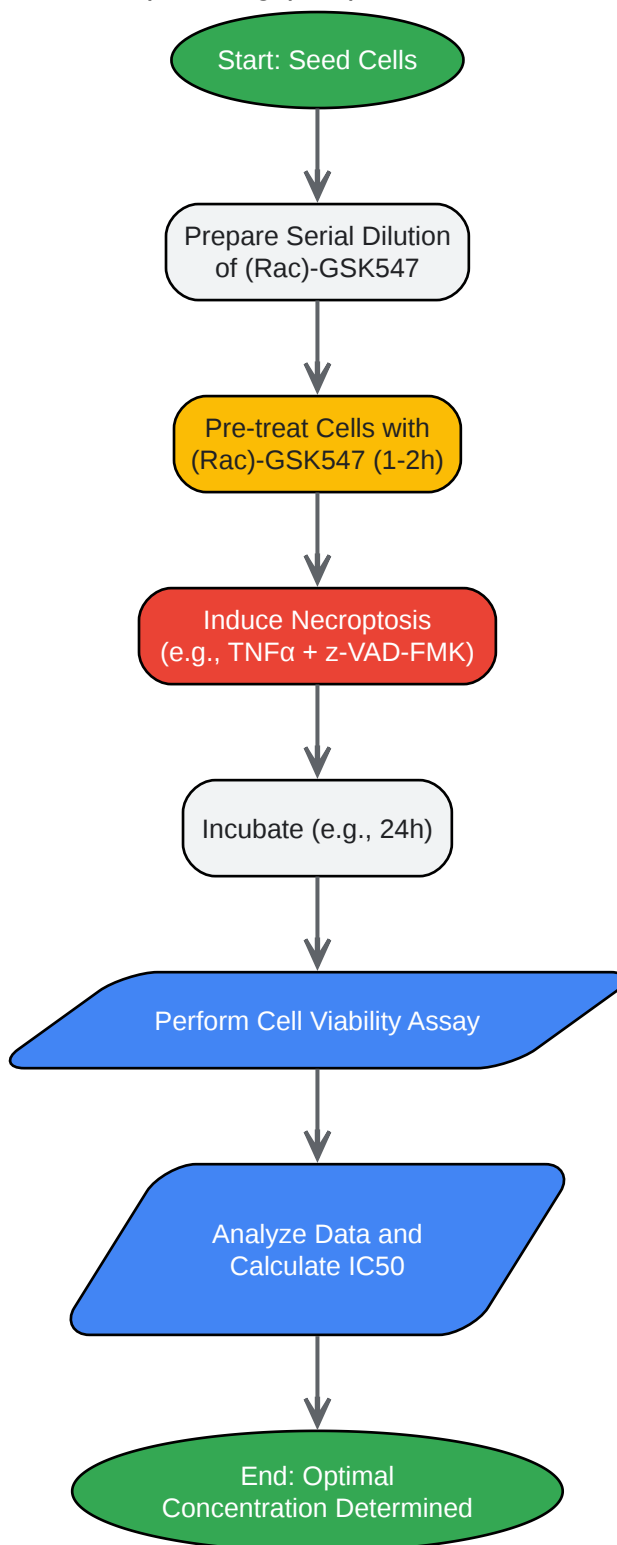 Start: Seed Cells
Prepare Serial Dilution
of (Rac)-GSK547
Pre-treat Cells with
(Rac)-GSK547 (1-2h)
Induce Necroptosis
(e.g., TNFα + z-VAD-FMK)
Incubate (e.g., 24h)
Perform Cell Viability Assay
Analyze Data and
Calculate IC50
End: Optimal
Concentration Determined